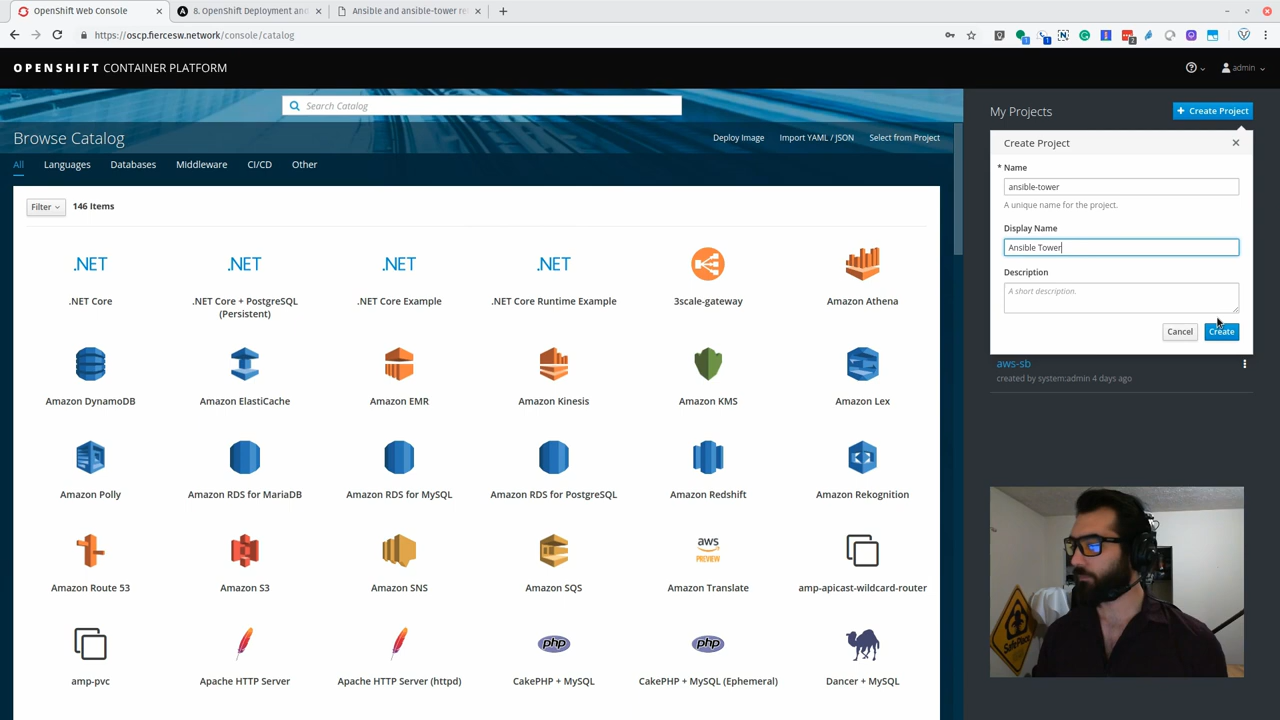 OpenShift Web Console
8. OpenShift Deployment and
Ansible and ansible-tower re
https://oscp.fiercesw.network/console/catalog
OPENSHIFT CONTAINER PLATFORM
admin
Search Catalog
My Projects
Create Project
Browse Catalog
Deploy Image
Import YAML / JSON
Select from Project
All
Languages
Databases
Middleware
CI/CD
Other
Create Project
* Name
ansible-tower
A unique name for the project.
Display Name
Ansible Tower
Description
A short description.
Cancel
Create
aws-sb
created by system:admin 4 days ago
Filter
146 Items
.NET
.NET
.NET
.NET
.NET Core
.NET Core + PostgreSQL
(Persistent)
.NET Core Example
.NET Core Runtime Example
3scale-gateway
Amazon Athena
Amazon DynamoDB
Amazon ElastiCache
Amazon EMR
Amazon Kinesis
Amazon KMS
Amazon Lex
Amazon Polly
Amazon RDS for MariaDB
Amazon RDS for MySQL
Amazon RDS for PostgreSQL
Amazon Redshift
Amazon Rekognition
aws
PREVIEW
Amazon Route 53
Amazon S3
Amazon SNS
Amazon SQS
Amazon Translate
amp-apicast-wildcard-router
php
php
amp-pvc
Apache HTTP Server
Apache HTTP Server (httpd)
CakePHP + MySQL
CakePHP + MySQL (Ephemeral)
Dancer + MySQL